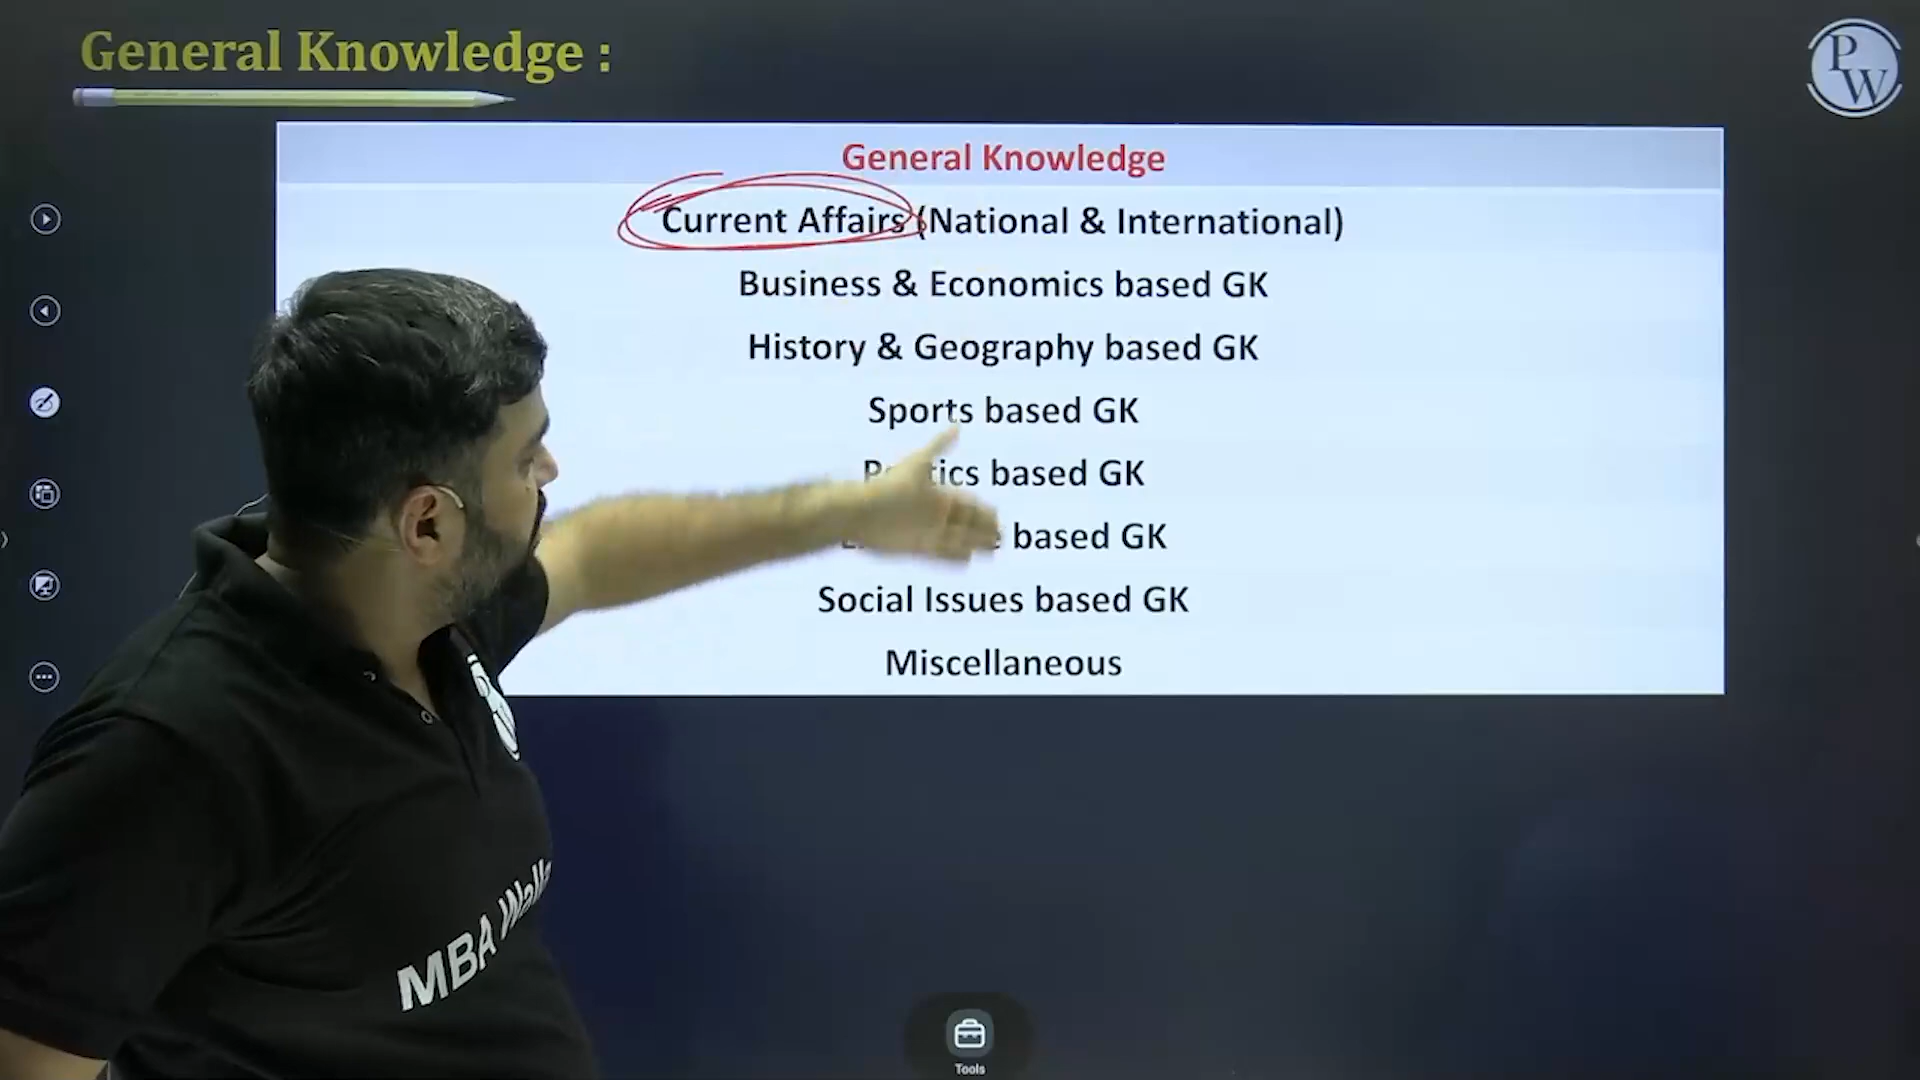 General Knowledge :
P
W
General Knowledge
Current Affairs (National & International)
Business & Economics based GK
History & Geography based GK
Sports based GK
based GK
based GK
Social Issues based GK
Miscellaneous
MBA
Tools